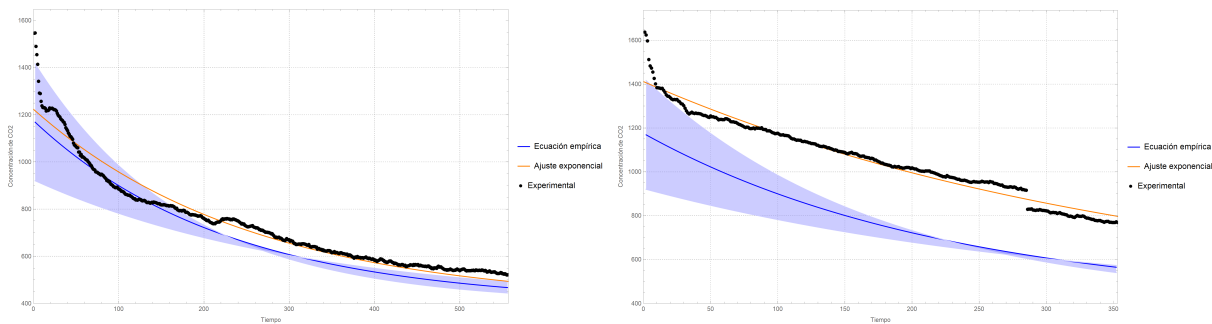 1600
1400
1200
1000
800
600
400
0
100
200
300
400
500
Concentración de CO2
Tiempo
Ecuación empírica
Ajuste exponencial
Experimental
1600
1400
1200
1000
800
600
400
0
50
100
150
200
250
300
350
Concentración de CO2
Tiempo
Ecuación empírica
Ajuste exponencial
Experimental